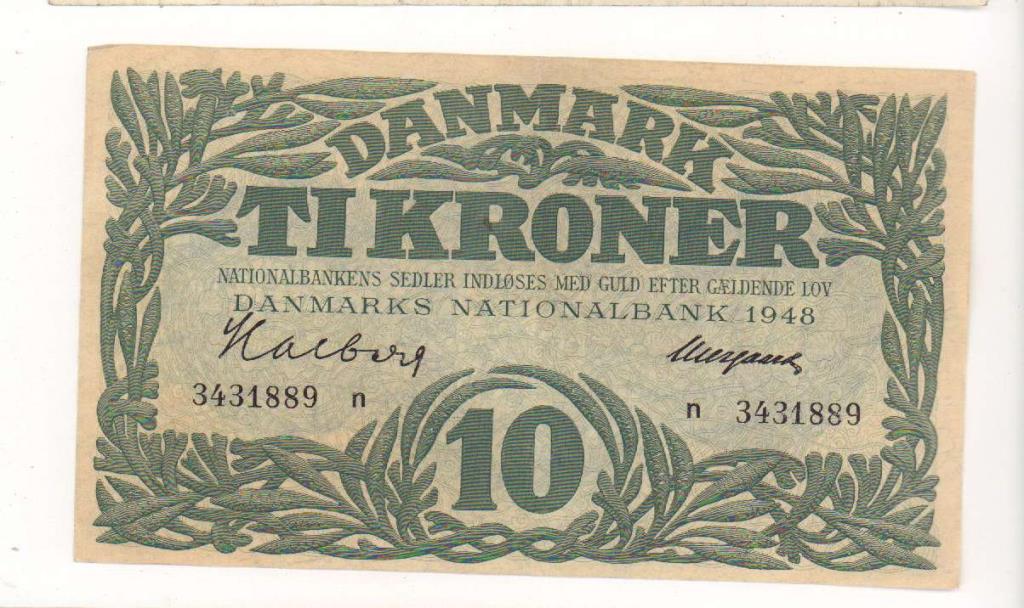 DANMARK
TI KRONER
NATIONALBANKENS SEDLER INDLØSES MED GULD EFTER GÆLDENDE LOV
DANMARKS NATIONALBANK 1948
Halberg
3431889 n n 3431889
10